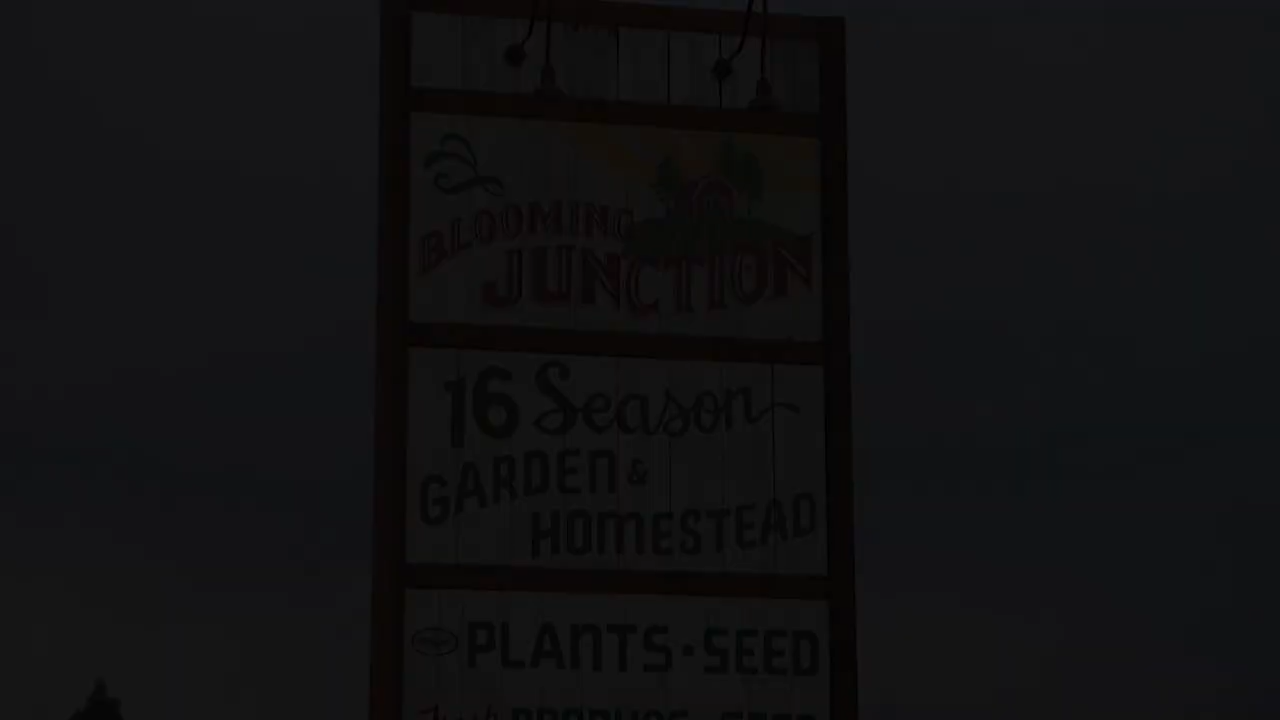 BLOOMING
JUNCTION
16 Season
GARDEN &
HOMESTEAD
PLANTS · SEED